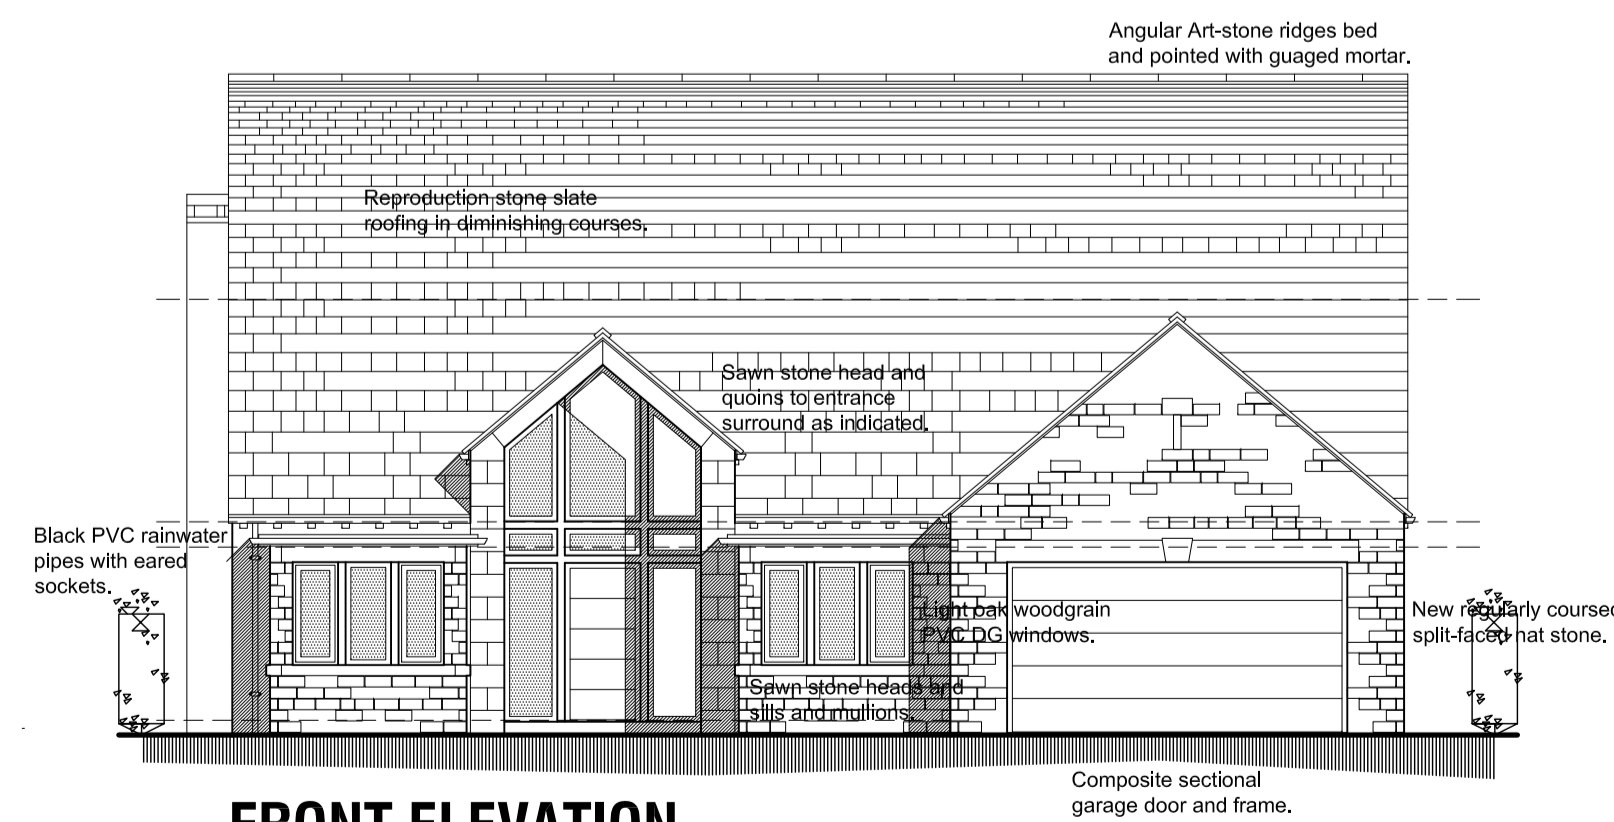 Angular Art-stone ridges bed
and pointed with guaged mortar.
Reproduction stone slate
roofing in diminishing courses.
Sawn stone head and
quoins to entrance
surround as indicated.
Black PVC rainwater
pipes with eared
sockets.
Light oak woodgrain
PVC DG windows.
New regularly coursed
split-faced nat stone.
Sawn stone heads and
sills and mullions.
Composite sectional
garage door and frame.
FRONT ELEVATION